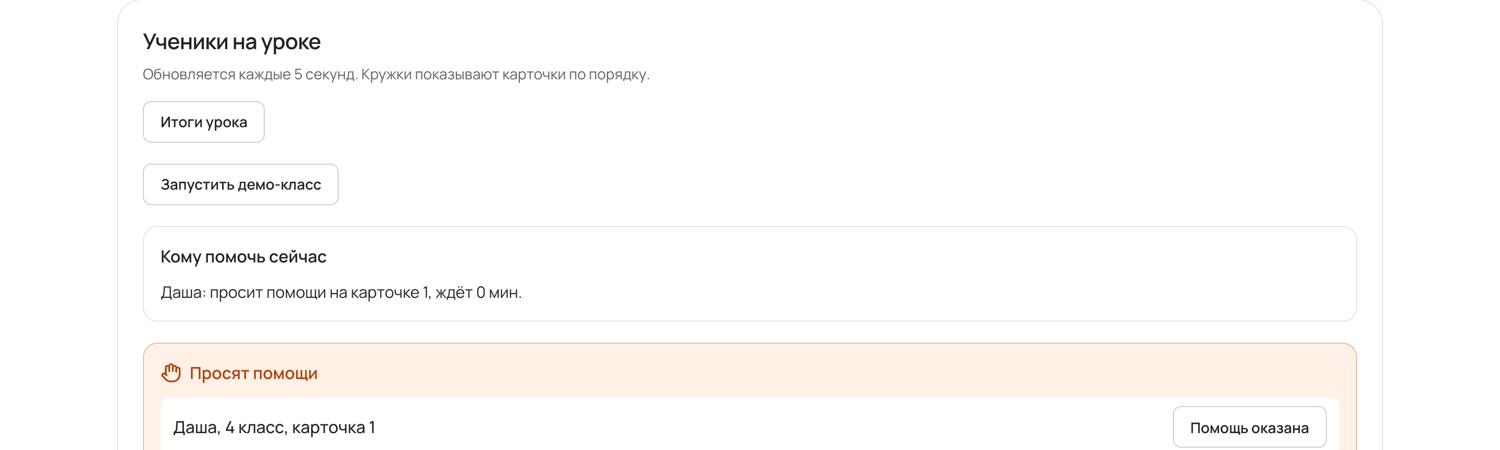 Ученики на уроке
Обновляется каждые 5 секунд. Кружки показывают карточки по порядку.
Итоги урока
Запустить демо-класс
Кому помочь сейчас
Даша: просит помощи на карточке 1, ждёт 0 мин.
Просят помощи
Даша, 4 класс, карточка 1
Помощь оказана